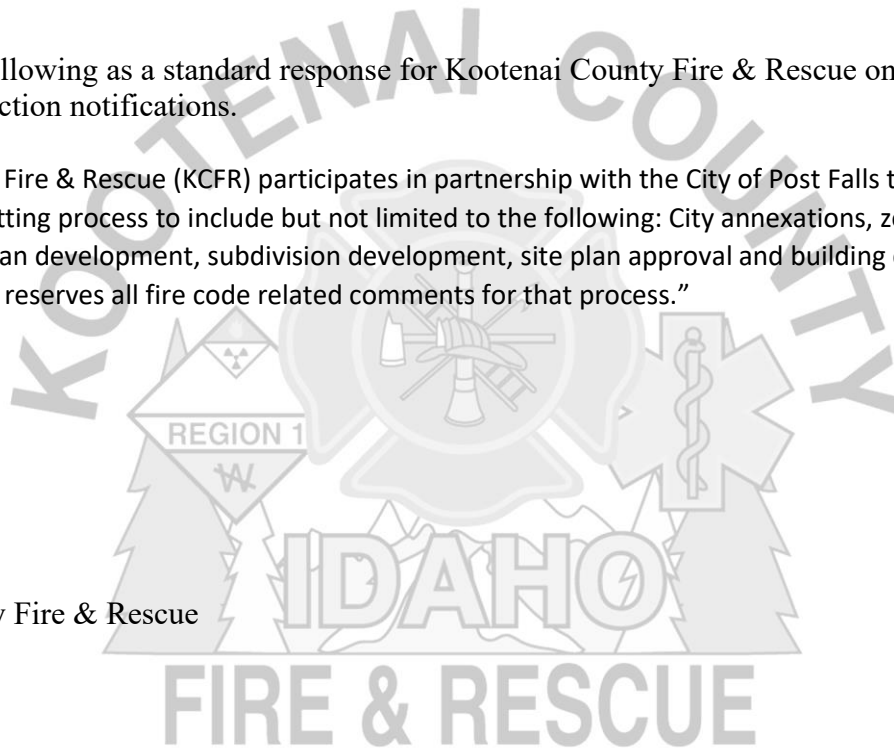 llowing as a standard response for Kootenai County Fire & Rescue on
ction notifications.
Fire & Rescue (KCFR) participates in partnership with the City of Post Falls t
tting process to include but not limited to the following: City annexations, z
an development, subdivision development, site plan approval and building
reserves all fire code related comments for that process.”
y Fire & Rescue
KOOTENAI COUNTY
REGION 1
W
IDAHO
FIRE & RESCUE